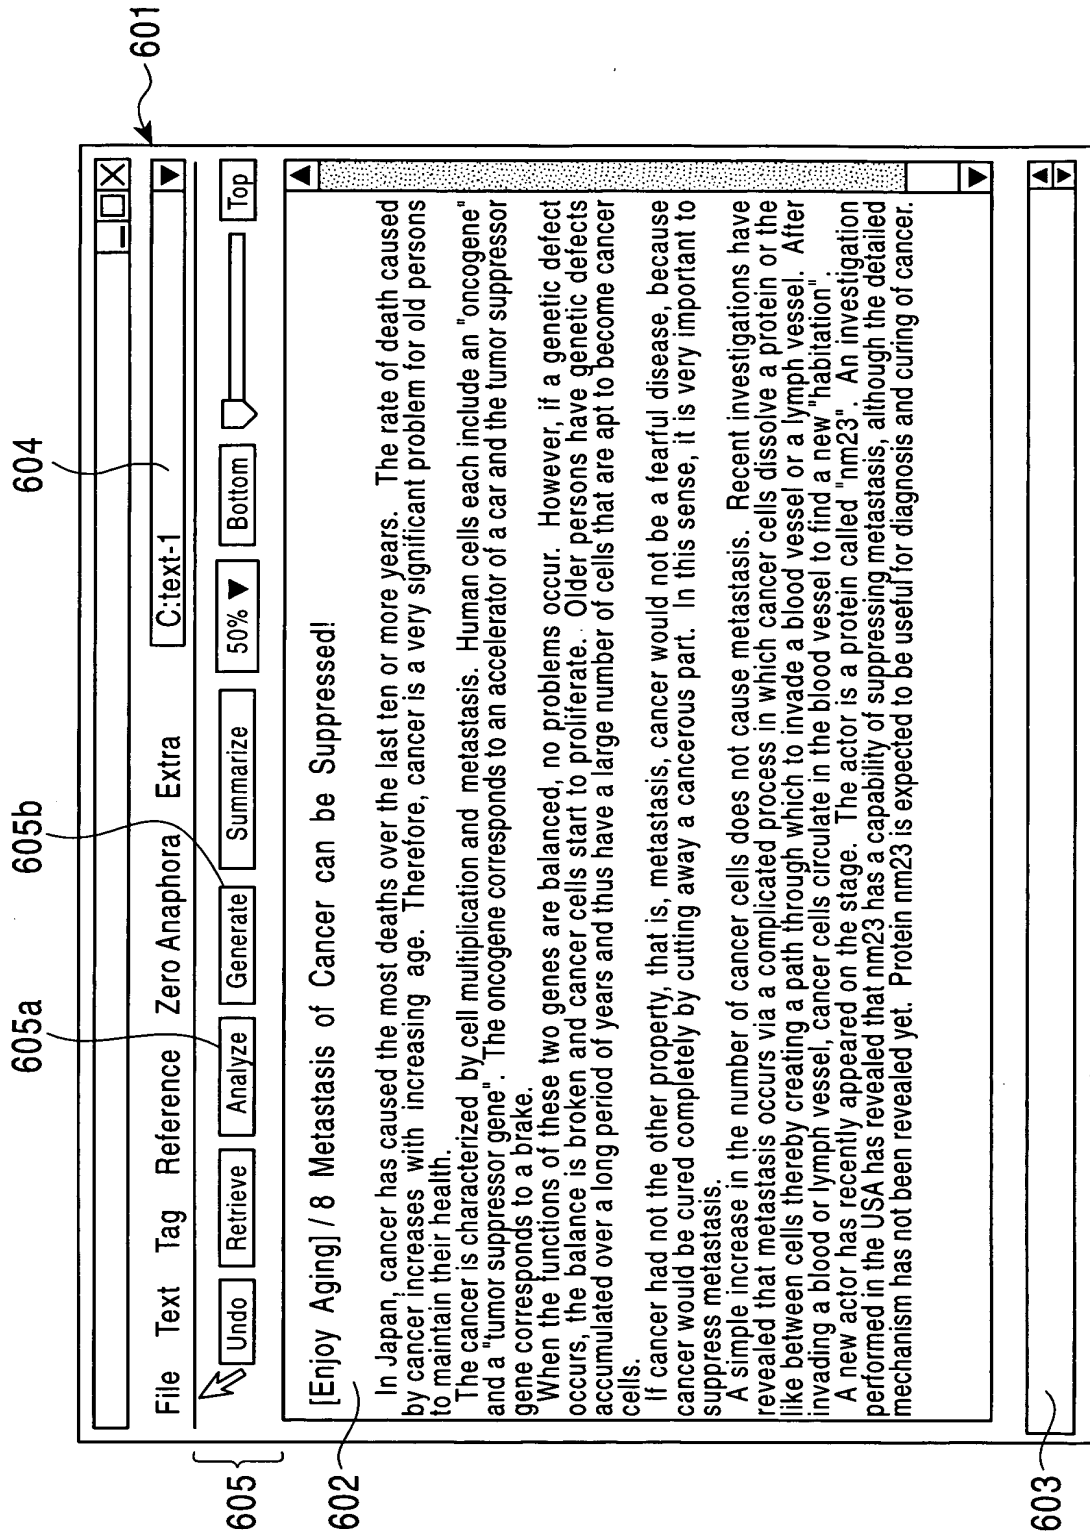 604
605a
605b
601
C:text-1
File Text Tag Reference Zero Anaphora Extra
605
Undo Retrieve Analyze Generate Summarize 50% ▼ Bottom Top
602
[Enjoy Aging] / 8 Metastasis of Cancer can be Suppressed!
In Japan, cancer has caused the most deaths over the last ten or more years. The rate of death caused
by cancer increases with increasing age. Therefore, cancer is a very significant problem for old persons
to maintain their health.
The cancer is characterized by cell multiplication and metastasis. Human cells each include an "oncogene"
and a "tumor suppressor gene". The oncogene corresponds to an accelerator of a car and the tumor suppressor
gene corresponds to a brake.
When the functions of these two genes are balanced, no problems occur. However, if a genetic defect
occurs, the balance is broken and cancer cells start to proliferate. Older persons have genetic defects
accumulated over a long period of years and thus have a large number of cells that are apt to become cancer
cells.
If cancer had not the other property, that is, metastasis, cancer would not be a fearful disease, because
cancer would be cured completely by cutting away a cancerous part. In this sense, it is very important to
suppress metastasis.
A simple increase in the number of cancer cells does not cause metastasis. Recent investigations have
revealed that metastasis occurs via a complicated process in which cancer cells dissolve a protein or the
like between cells thereby creating a path through which to invade a blood vessel or a lymph vessel. After
invading a blood or lymph vessel, cancer cells circulate in the blood vessel to find a new "habitation".
A new actor has recently appeared on the stage. The actor is a protein called "nm23". An investigation
performed in the USA has revealed that nm23 has a capability of suppressing metastasis, although the detailed
mechanism has not been revealed yet. Protein nm23 is expected to be useful for diagnosis and curing of cancer.
603